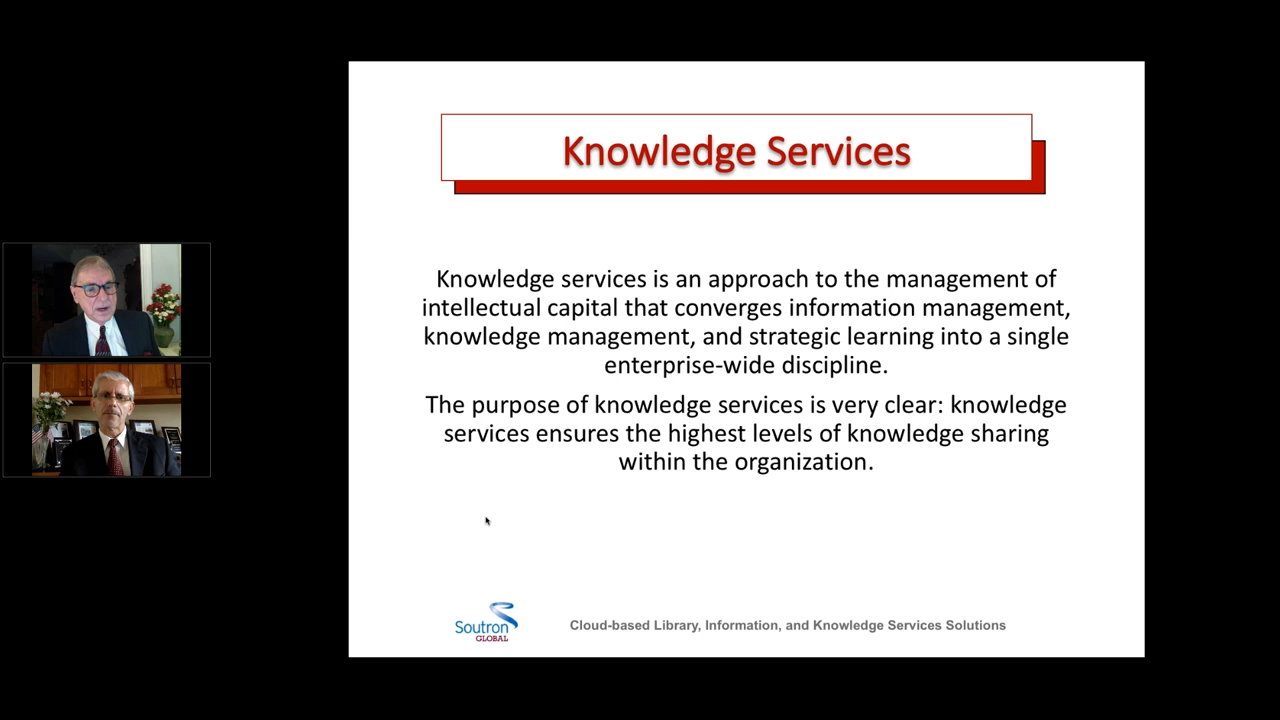 Knowledge Services
Knowledge services is an approach to the management of
intellectual capital that converges information management,
knowledge management, and strategic learning into a single
enterprise-wide discipline.
The purpose of knowledge services is very clear: knowledge
services ensures the highest levels of knowledge sharing
within the organization.
Soutron
GLOBAL
Cloud-based Library, Information, and Knowledge Services Solutions